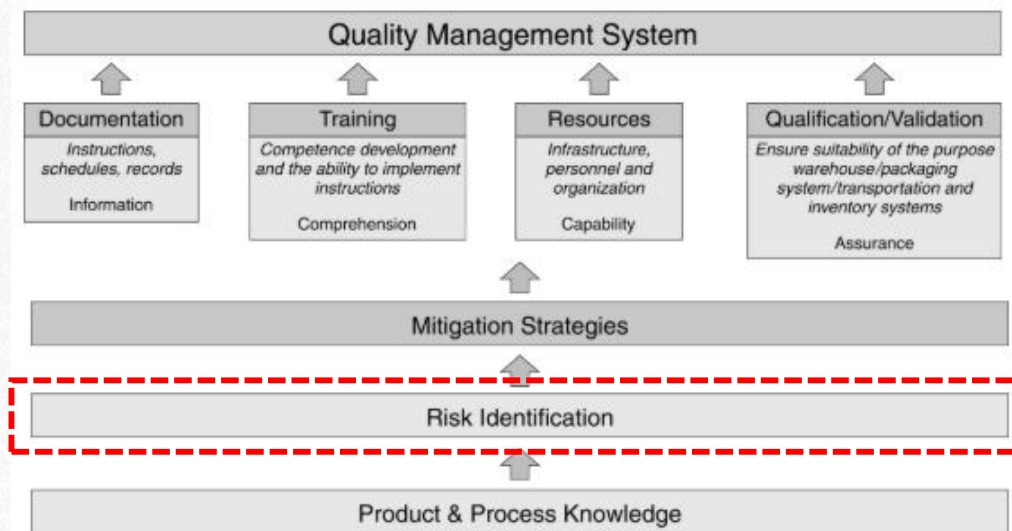 Quality Management System
Documentation
Instructions,
schedules, records
Information
Training
Competence development
and the ability to implement
instructions
Comprehension
Resources
Infrastructure,
personnel and
organization
Capability
Qualification/Validation
Ensure suitability of the purpose
warehouse/packaging
system/transportation and
inventory systems
Assurance
Mitigation Strategies
Risk Identification
Product & Process Knowledge